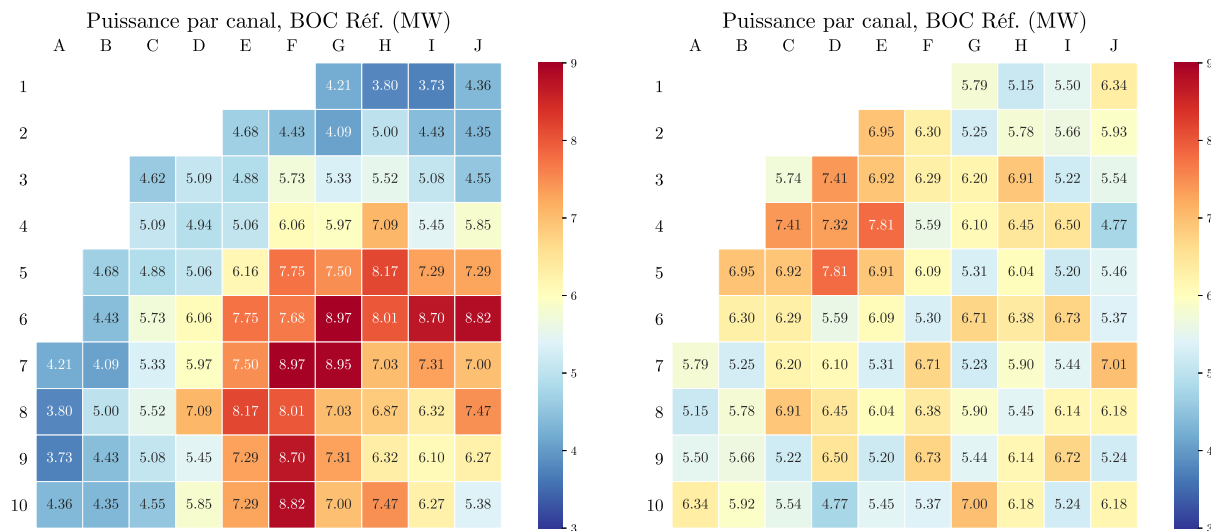 Puissance par canal, BOC Réf. (MW)
A B C D E F G H I J
1 4.21 3.80 3.73 4.36
2 4.68 4.43 4.09 5.00 4.43 4.35
3 4.62 5.09 4.88 5.73 5.33 5.52 5.08 4.55
4 5.09 4.94 5.06 6.06 5.97 7.09 5.45 5.85
5 4.68 4.88 5.06 6.16 7.75 7.50 8.17 7.29 7.29
6 4.43 5.73 6.06 7.75 7.68 8.97 8.01 8.70 8.82
7 4.21 4.09 5.33 5.97 7.50 8.97 8.95 7.03 7.31 7.00
8 3.80 5.00 5.52 7.09 8.17 8.01 7.03 6.87 6.32 7.47
9 3.73 4.43 5.08 5.45 7.29 8.70 7.31 6.32 6.10 6.27
10 4.36 4.35 4.55 5.85 7.29 8.82 7.00 7.47 6.27 5.38
9
8
7
6
5
4
3
Puissance par canal, BOC Réf. (MW)
A B C D E F G H I J
1 5.79 5.15 5.50 6.34
2 6.95 6.30 5.25 5.78 5.66 5.93
3 5.74 7.41 6.92 6.29 6.20 6.91 5.22 5.54
4 7.41 7.32 7.81 5.59 6.10 6.45 6.50 4.77
5 6.95 6.92 7.81 6.91 6.09 5.31 6.04 5.20 5.46
6 6.30 6.29 5.59 6.09 5.30 6.71 6.38 6.73 5.37
7 5.79 5.25 6.20 6.10 5.31 6.71 5.23 5.90 5.44 7.01
8 5.15 5.78 6.91 6.45 6.04 6.38 5.90 5.45 6.14 6.18
9 5.50 5.66 5.22 6.50 5.20 6.73 5.44 6.14 6.72 5.24
10 6.34 5.92 5.54 4.77 5.45 5.37 7.00 6.18 5.24 6.18
9
8
7
6
5
4
3